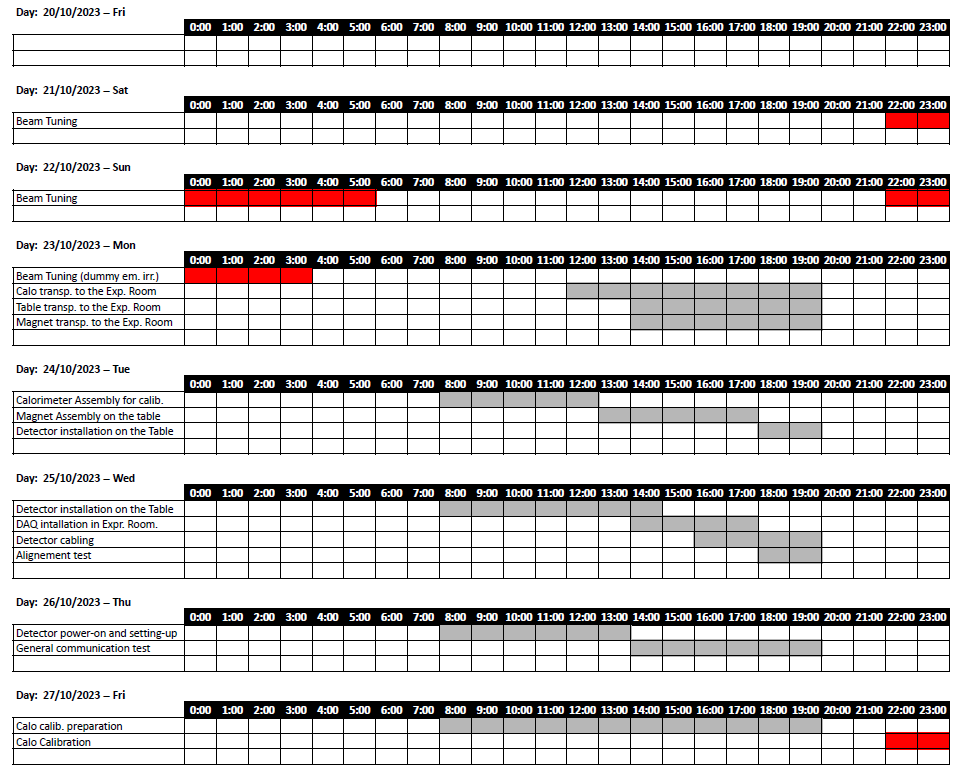 Day: 20/10/2023 – Fri
0:00 1:00 2:00 3:00 4:00 5:00 6:00 7:00 8:00 9:00 10:00 11:00 12:00 13:00 14:00 15:00 16:00 17:00 18:00 19:00 20:00 21:00 22:00 23:00
Day: 21/10/2023 – Sat
0:00 1:00 2:00 3:00 4:00 5:00 6:00 7:00 8:00 9:00 10:00 11:00 12:00 13:00 14:00 15:00 16:00 17:00 18:00 19:00 20:00 21:00 22:00 23:00
Beam Tuning
Day: 22/10/2023 – Sun
0:00 1:00 2:00 3:00 4:00 5:00 6:00 7:00 8:00 9:00 10:00 11:00 12:00 13:00 14:00 15:00 16:00 17:00 18:00 19:00 20:00 21:00 22:00 23:00
Beam Tuning
Day: 23/10/2023 – Mon
0:00 1:00 2:00 3:00 4:00 5:00 6:00 7:00 8:00 9:00 10:00 11:00 12:00 13:00 14:00 15:00 16:00 17:00 18:00 19:00 20:00 21:00 22:00 23:00
Beam Tuning (dummy em. irr.)
Calo transp. to the Exp. Room
Table transp. to the Exp. Room
Magnet transp. to the Exp. Room
Day: 24/10/2023 – Tue
0:00 1:00 2:00 3:00 4:00 5:00 6:00 7:00 8:00 9:00 10:00 11:00 12:00 13:00 14:00 15:00 16:00 17:00 18:00 19:00 20:00 21:00 22:00 23:00
Calorimeter Assembly for calib.
Magnet Assembly on the table
Detector installation on the Table
Day: 25/10/2023 – Wed
0:00 1:00 2:00 3:00 4:00 5:00 6:00 7:00 8:00 9:00 10:00 11:00 12:00 13:00 14:00 15:00 16:00 17:00 18:00 19:00 20:00 21:00 22:00 23:00
Detector installation on the Table
DAQ intallation in Expr. Room.
Detector cabling
Alignement test
Day: 26/10/2023 – Thu
0:00 1:00 2:00 3:00 4:00 5:00 6:00 7:00 8:00 9:00 10:00 11:00 12:00 13:00 14:00 15:00 16:00 17:00 18:00 19:00 20:00 21:00 22:00 23:00
Detector power-on and setting-up
General communication test
Day: 27/10/2023 – Fri
0:00 1:00 2:00 3:00 4:00 5:00 6:00 7:00 8:00 9:00 10:00 11:00 12:00 13:00 14:00 15:00 16:00 17:00 18:00 19:00 20:00 21:00 22:00 23:00
Calo calib. preparation
Calo Calibration